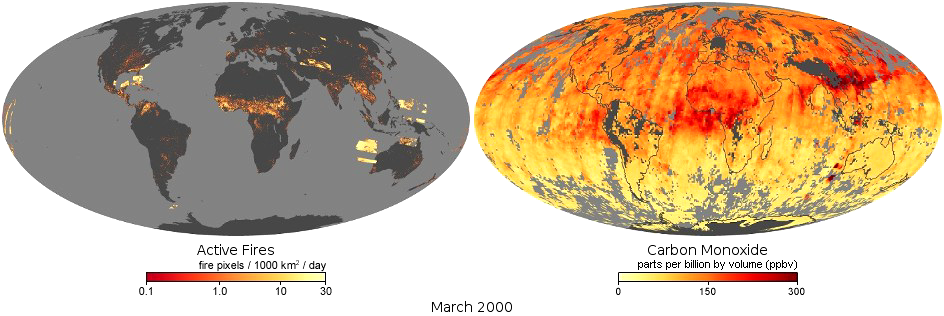 Active Fires
fire pixels / 1000 km² / day
0.1 1.0 10 30
Carbon Monoxide
parts per billion by volume (ppbv)
0 150 300
March 2000